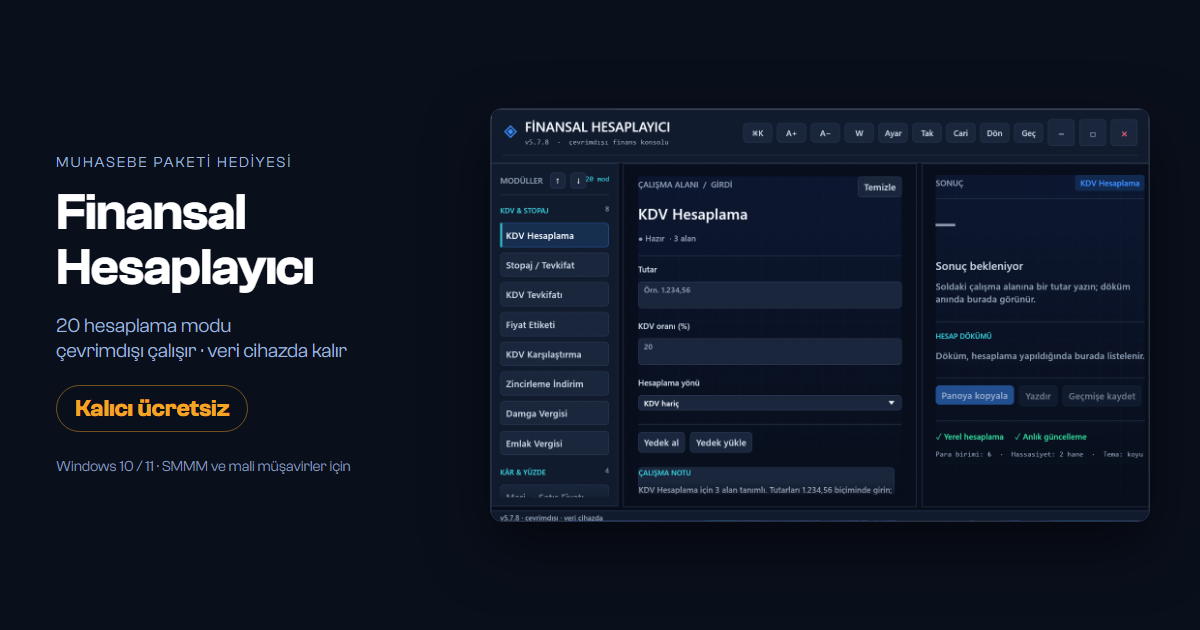 MUHASEBE PAKETİ HEDİYESİ
Finansal
Hesaplayıcı
20 hesaplama modu
çevrimdışı çalışır · veri cihazda kalır
Kalıcı ücretsiz
Windows 10 / 11 · SMMM ve mali müşavirler için
FİNANSAL HESAPLAYICI
v5.7.8 · çevrimdışı finans konsolu
⌘K A+ A− W Ayar Tak Cari Dön Geç − □ ×
MODÜLLER ↑ ↓ 20 mod
KDV & STOPAJ 8
KDV Hesaplama
Stopaj / Tevkifat
KDV Tevkifatı
Fiyat Etiketi
KDV Karşılaştırma
Zincirleme İndirim
Damga Vergisi
Emlak Vergisi
KÂR & YÜZDE 4
v5.7.8 · çevrimdışı · veri cihazda
ÇALIŞMA ALANI / GİRDİ
Temizle
KDV Hesaplama
● Hazır · 3 alan
Tutar
Örn. 1.234,56
KDV oranı (%)
20
Hesaplama yönü
KDV hariç
Yedek al Yedek yükle
ÇALIŞMA NOTU
KDV Hesaplama için 3 alan tanımlı. Tutarları 1.234,56 biçiminde girin;
SONUÇ KDV Hesaplama
—
Sonuç bekleniyor
Soldaki çalışma alanına bir tutar yazın; döküm
anında burada görünür.
HESAP DÖKÜMÜ
Döküm, hesaplama yapıldığında burada listelenir.
Panoya kopyala Yazdır Geçmişe kaydet
✓ Yerel hesaplama ✓ Anlık güncelleme
Para birimi: ₺ · Hassasiyet: 2 hane · Tema: koyu